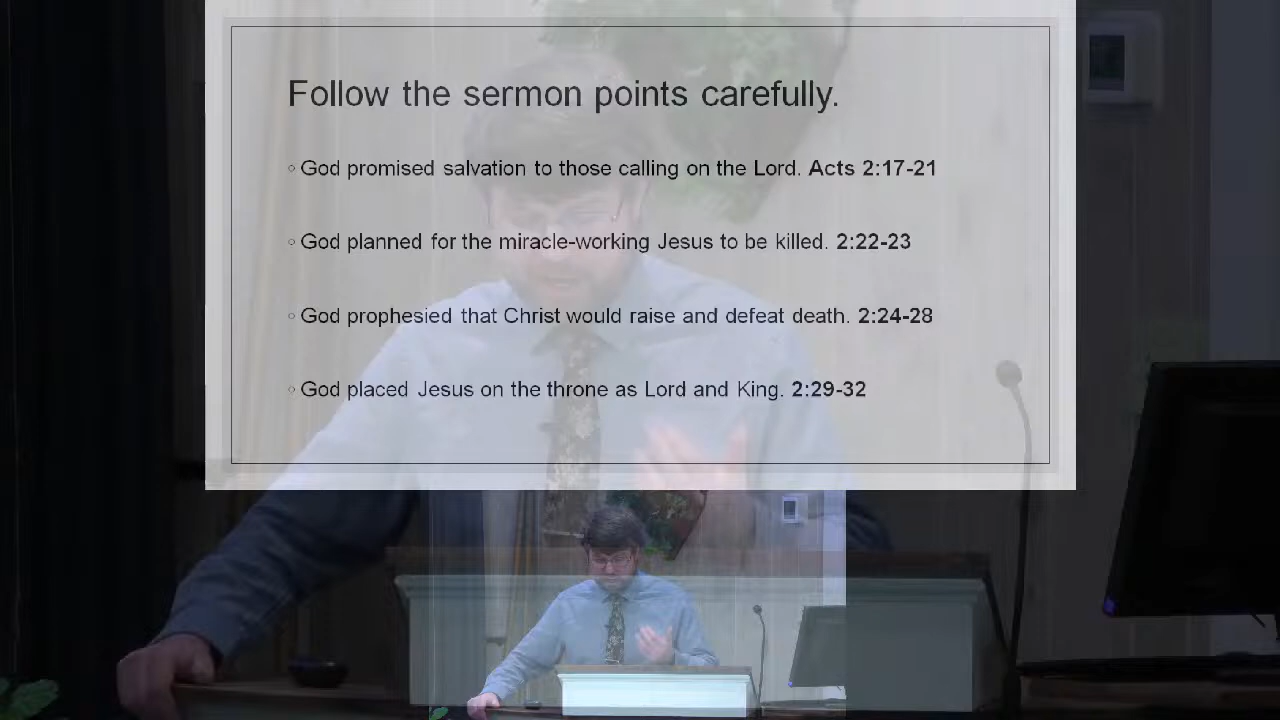 Follow the sermon points carefully.
◦ God promised salvation to those calling on the Lord. Acts 2:17-21
◦ God planned for the miracle-working Jesus to be killed. 2:22-23
◦ God prophesied that Christ would raise and defeat death. 2:24-28
◦ God placed Jesus on the throne as Lord and King. 2:29-32